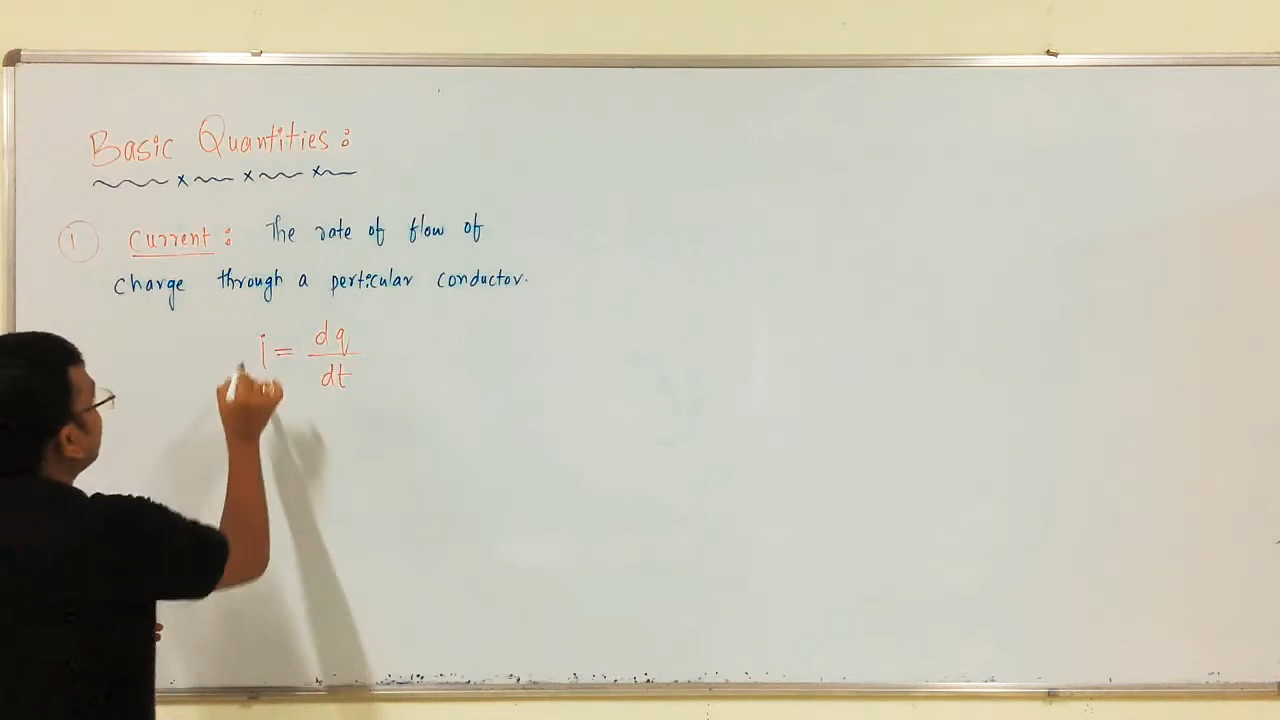 Basic Quantities :
① Current : The rate of flow of
charge through a perticular conductor.
i = dq/dt